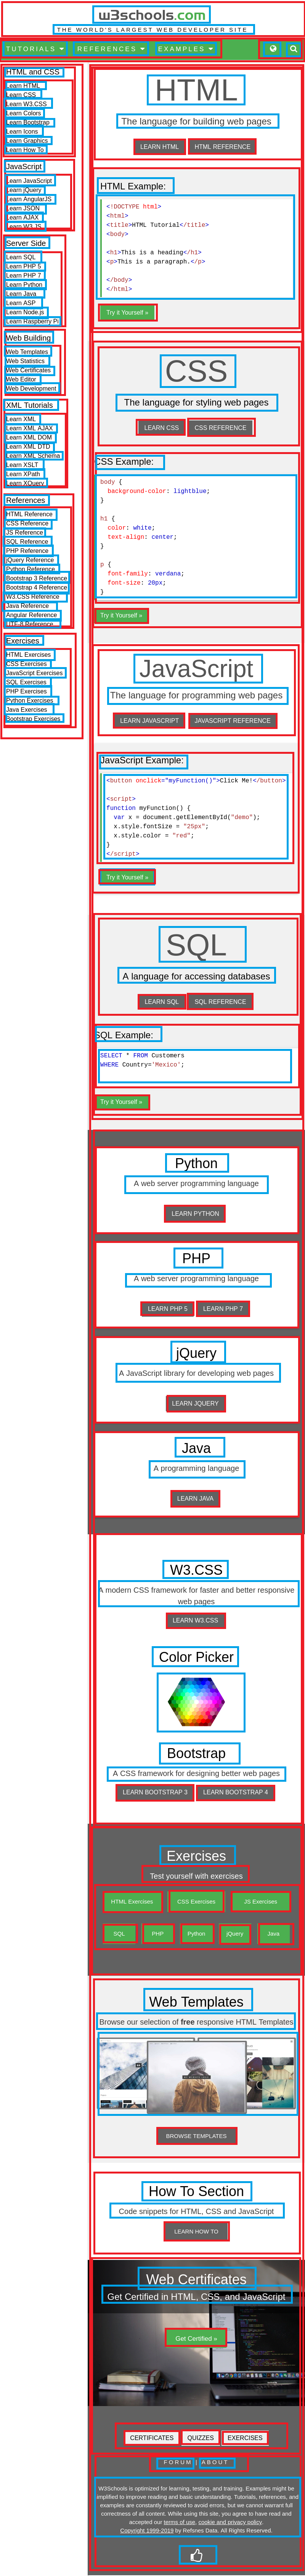 w3schools.com
THE WORLD'S LARGEST WEB DEVELOPER SITE
TUTORIALS REFERENCES EXAMPLES
HTML and CSS
Learn HTML
Learn CSS
Learn W3.CSS
Learn Colors
Learn Bootstrap
Learn Icons
Learn Graphics
Learn How To
JavaScript
Learn JavaScript
Learn jQuery
Learn AngularJS
Learn JSON
Learn AJAX
Learn W3.JS
Server Side
Learn SQL
Learn PHP 5
Learn PHP 7
Learn Python
Learn Java
Learn ASP
Learn Node.js
Learn Raspberry Pi
Web Building
Web Templates
Web Statistics
Web Certificates
Web Editor
Web Development
XML Tutorials
Learn XML
Learn XML AJAX
Learn XML DOM
Learn XML DTD
Learn XML Schema
Learn XSLT
Learn XPath
Learn XQuery
References
HTML Reference
CSS Reference
JS Reference
SQL Reference
PHP Reference
jQuery Reference
Python Reference
Bootstrap 3 Reference
Bootstrap 4 Reference
W3.CSS Reference
Java Reference
Angular Reference
UTF-8 Reference
Exercises
HTML Exercises
CSS Exercises
JavaScript Exercises
SQL Exercises
PHP Exercises
Python Exercises
Java Exercises
Bootstrap Exercises
HTML
The language for building web pages
LEARN HTML HTML REFERENCE
HTML Example:
<!DOCTYPE html>
<html>
<title>HTML Tutorial</title>
<body>
<h1>This is a heading</h1>
<p>This is a paragraph.</p>
</body>
</html>
Try it Yourself »
CSS
The language for styling web pages
LEARN CSS CSS REFERENCE
CSS Example:
body {
background-color: lightblue;
}
h1 {
color: white;
text-align: center;
}
p {
font-family: verdana;
font-size: 20px;
}
Try it Yourself »
JavaScript
The language for programming web pages
LEARN JAVASCRIPT JAVASCRIPT REFERENCE
JavaScript Example:
<button onclick="myFunction()">Click Me!</button>
<script>
function myFunction() {
var x = document.getElementById("demo");
x.style.fontSize = "25px";
x.style.color = "red";
}
</script>
Try it Yourself »
SQL
A language for accessing databases
LEARN SQL SQL REFERENCE
SQL Example:
SELECT * FROM Customers
WHERE Country='Mexico';
Try it Yourself »
Python
A web server programming language
LEARN PYTHON
PHP
A web server programming language
LEARN PHP 5 LEARN PHP 7
jQuery
A JavaScript library for developing web pages
LEARN JQUERY
Java
A programming language
LEARN JAVA
W3.CSS
A modern CSS framework for faster and better responsive
web pages
LEARN W3.CSS
Color Picker
Bootstrap
A CSS framework for designing better web pages
LEARN BOOTSTRAP 3 LEARN BOOTSTRAP 4
Exercises
Test yourself with exercises
HTML Exercises CSS Exercises JS Exercises
SQL PHP Python jQuery Java
Web Templates
Browse our selection of free responsive HTML Templates
BROWSE TEMPLATES
How To Section
Code snippets for HTML, CSS and JavaScript
LEARN HOW TO
Web Certificates
Get Certified in HTML, CSS, and JavaScript
Get Certified »
CERTIFICATES QUIZZES EXERCISES
FORUM | ABOUT
W3Schools is optimized for learning, testing, and training. Examples might be
simplified to improve reading and basic understanding. Tutorials, references, and
examples are constantly reviewed to avoid errors, but we cannot warrant full
correctness of all content. While using this site, you agree to have read and
accepted our terms of use, cookie and privacy policy.
Copyright 1999-2019 by Refsnes Data. All Rights Reserved.